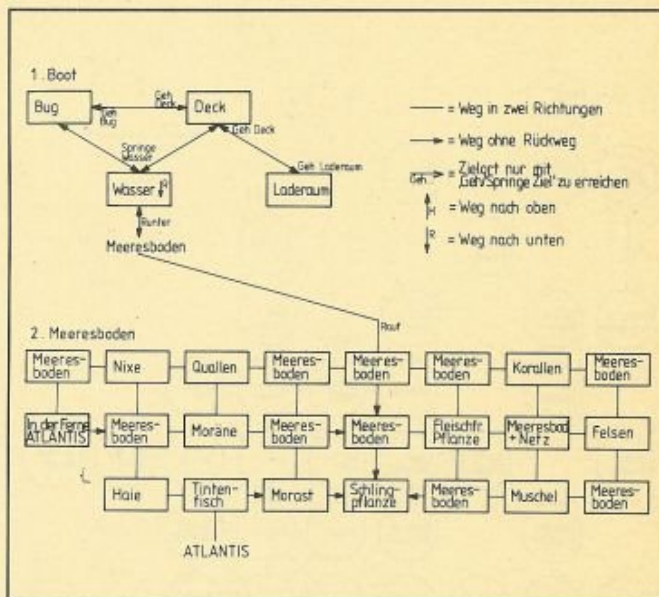 1. Boot
Bug
Geh Deck
Geh Bug
Deck
Springe Wasser
Geh Deck
Geh Laderaum
Wasser R
Laderaum
Runter
Meeresboden
= Weg in zwei Richtungen
= Weg ohne Rückweg
Geh...
= Zielort nur mit
„Geh/Springe Ziel“ zu erreichen
H = Weg nach oben
R = Weg nach unten
Rauf
2. Meeresboden
Meeres-
boden
Nixe
Quallen
Meeres-
boden
Meeres-
boden
Meeres-
boden
Korallen
Meeres-
boden
In der Ferne
ATLANTIS
Meeres-
boden
Moräne
Meeres-
boden
Meeres-
boden
Fleischfr.
Pflanze
Meeresbod
+ Netz
Felsen
Haie
Tinten-
fisch
Morast
Schling-
pflanze
Meeres-
boden
Muschel
Meeres-
boden
ATLANTIS